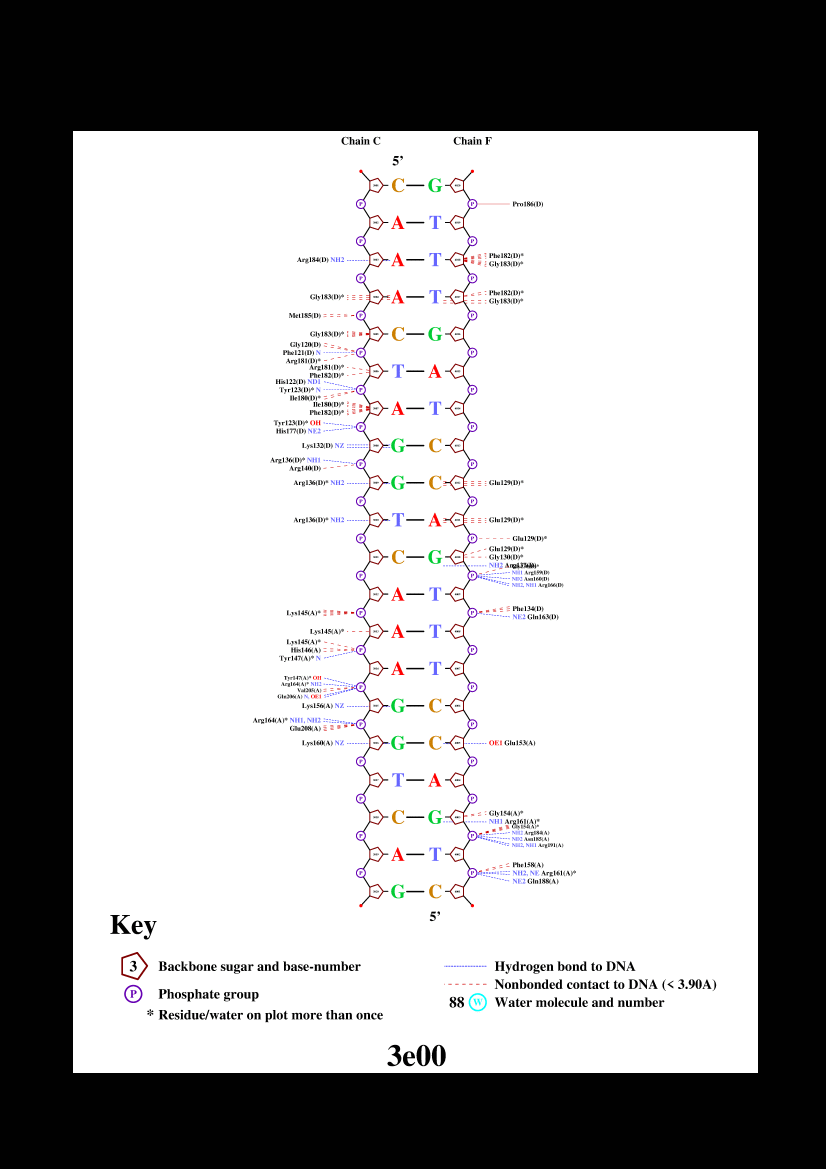 Chain C Chain F
5’
C G
Pro186(D)
A T
Arg184(D) NH2 A T Phe182(D)*
Gly183(D)*
Gly183(D)* A T Phe182(D)*
Gly183(D)*
Met185(D)
Gly183(D)* C G
Gly120(D)
Phe121(D) N
Arg181(D)*
Arg181(D)*
Phe182(D)*
T A
His122(D) ND1
Tyr123(D)* N
Ile180(D)*
Ile180(D)*
Phe182(D)*
A T
Tyr123(D)* OH
His177(D) NE2
Lys132(D) NZ G C
Arg136(D)* NH1
Arg140(D)
Arg136(D)* NH2 G C Glu129(D)*
Arg136(D)* NH2 T A Glu129(D)*
Glu129(D)*
Glu129(D)*
C G Gly130(D)*
NH2
NH1 Arg159(D)
NH2 Asn160(D)
NH2, NH1 Arg166(D)
A T
Lys145(A)* Phe134(D)
NE2 Gln163(D)
Lys145(A)* A T
Lys145(A)*
His146(A)
Tyr147(A)* N
A T
Tyr147(A)* OH
Arg164(A)* NH2
Val205(A)
Gln206(A) N, OE1
Lys156(A) NZ G C
Arg164(A)* NH1, NH2
Glu208(A)
Lys160(A) NZ G C OE1 Glu153(A)
T A
Gly154(A)*
C G NH1 Arg161(A)*
Gly154(A)*
NH2 Arg184(A)
NH2 Asn185(A)
NH2, NH1 Arg191(A)
A T
Phe158(A)
NH2, NE Arg161(A)*
NE2 Gln188(A)
G C
5’
Key
3 Backbone sugar and base-number
P Phosphate group
* Residue/water on plot more than once
Hydrogen bond to DNA
Nonbonded contact to DNA (< 3.90A)
88 W Water molecule and number
3e00